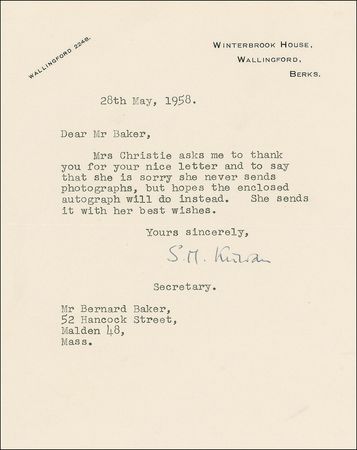 WALLINGFORD 2248.
WINTERBROOK HOUSE,
WALLINGFORD,
BERKS.
28th May, 1958.
Dear Mr Baker,
Mrs Christie asks me to thank
you for your nice letter and to say
that she is sorry she never sends
photographs, but hopes the enclosed
autograph will do instead. She sends
it with her best wishes.
Yours sincerely,
S. M.
Secretary.
Mr Bernard Baker,
52 Hancock Street,
Malden 48,
Mass.